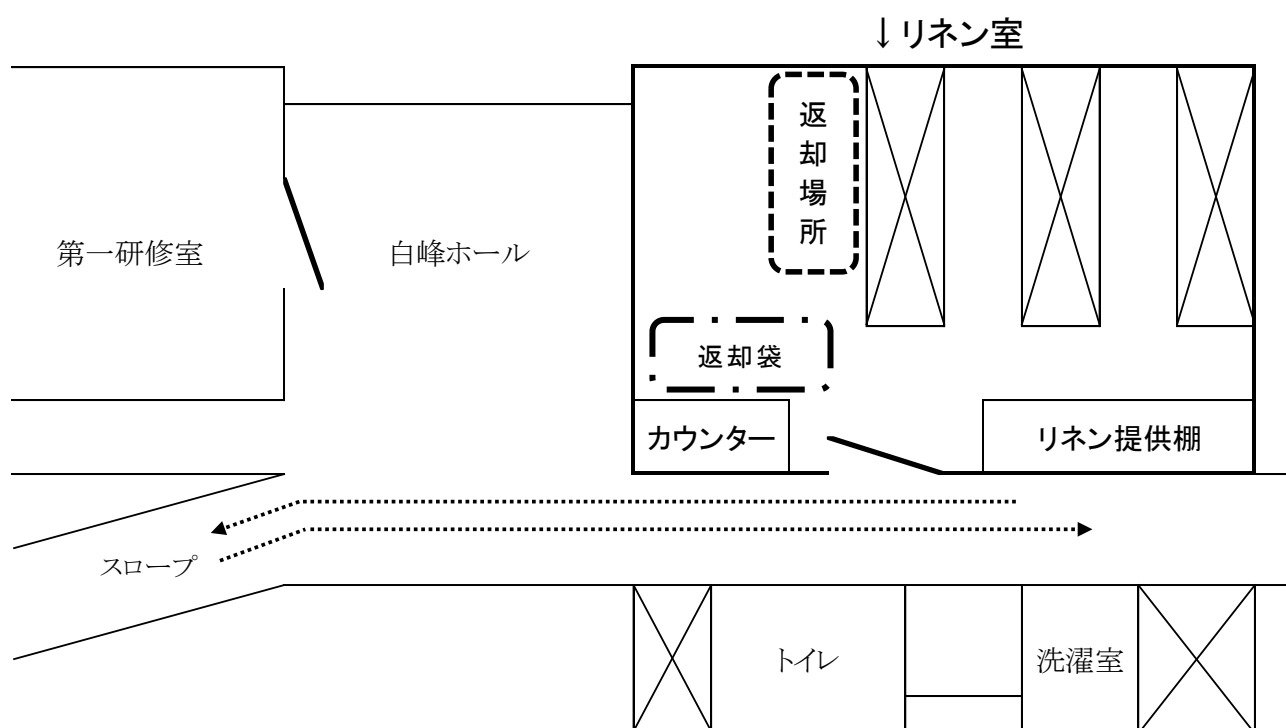 ↓リネン室
返却場所
第一研修室
白峰ホール
返却袋
カウンター
リネン提供棚
スロープ
トイレ
洗濯室